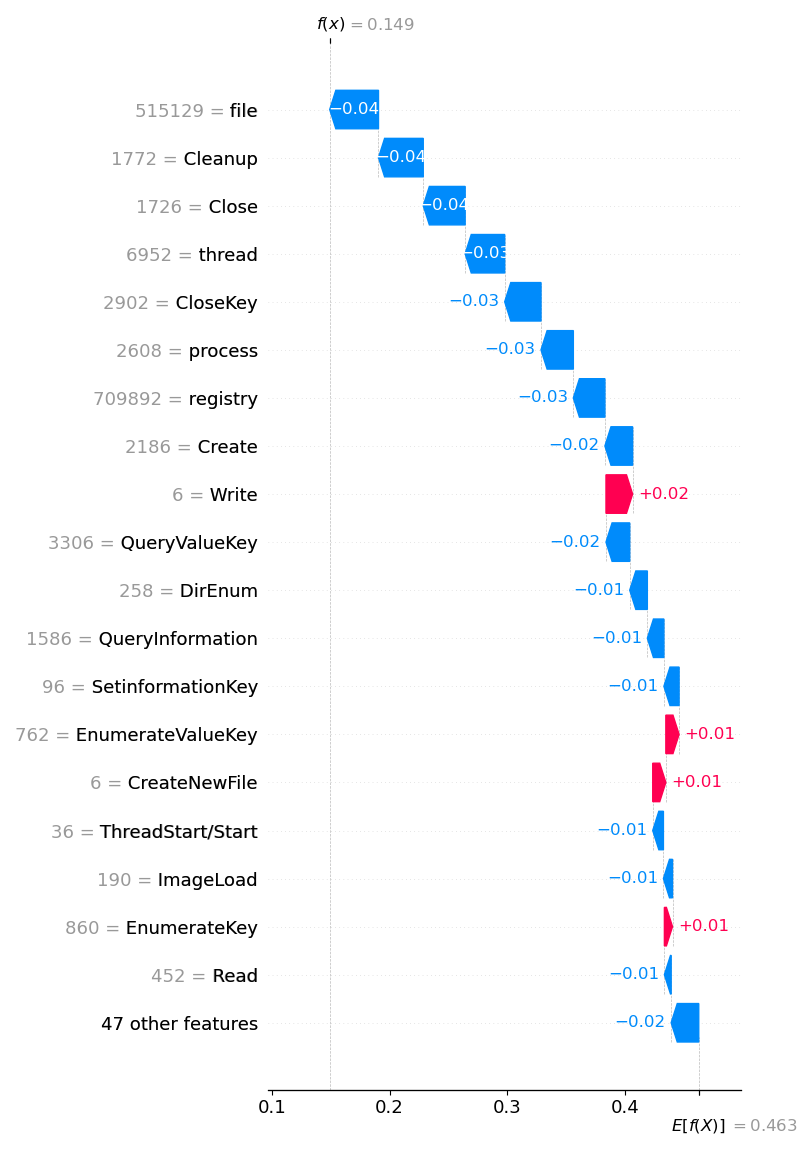 f(x) = 0.149
515129 = file −0.04
1772 = Cleanup −0.04
1726 = Close −0.04
6952 = thread −0.03
2902 = CloseKey −0.03
2608 = process −0.03
709892 = registry −0.03
2186 = Create −0.02
6 = Write +0.02
3306 = QueryValueKey −0.02
258 = DirEnum −0.01
1586 = QueryInformation −0.01
96 = SetinformationKey −0.01
762 = EnumerateValueKey +0.01
6 = CreateNewFile +0.01
36 = ThreadStart/Start −0.01
190 = ImageLoad −0.01
860 = EnumerateKey +0.01
452 = Read −0.01
47 other features −0.02
0.1 0.2 0.3 0.4
E[f(X)] = 0.463